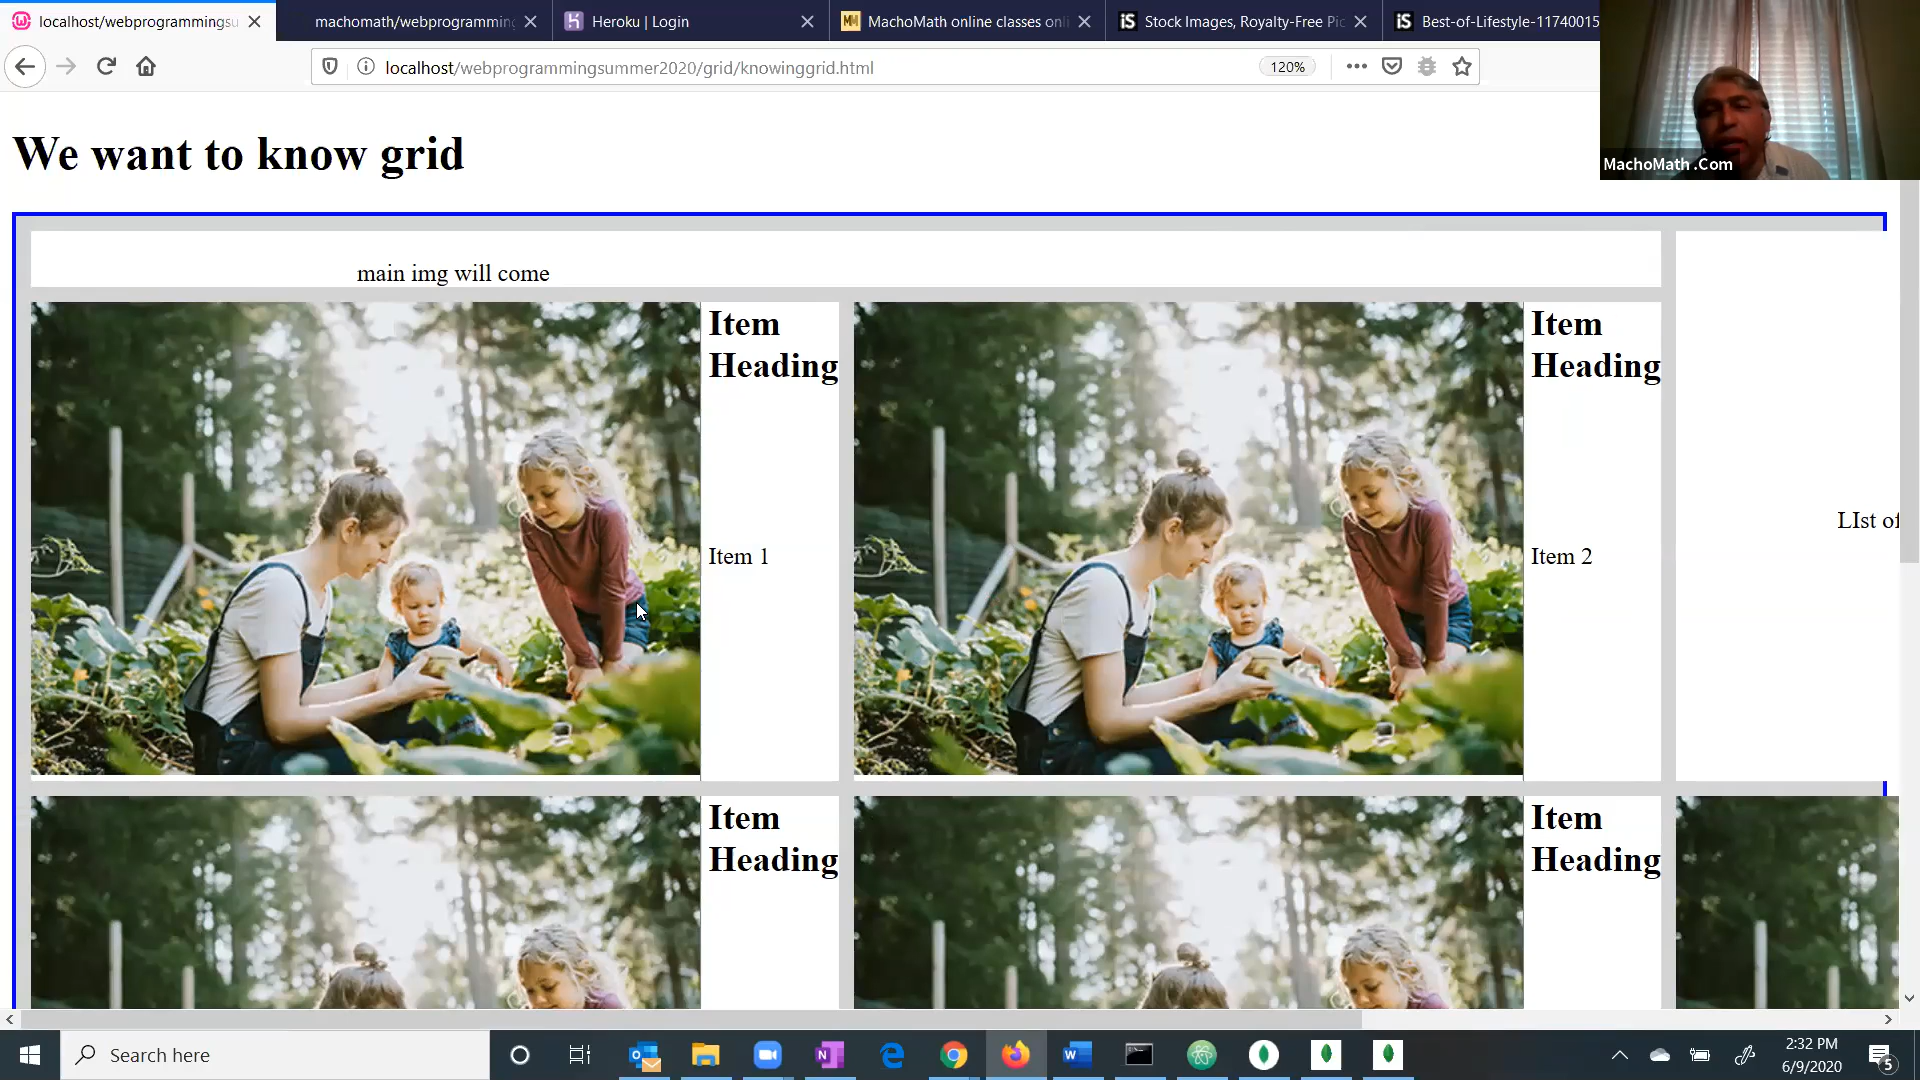 localhost/webprogrammingsu
machomath/webprogramming
Heroku | Login
MachoMath online classes onli
Stock Images, Royalty-Free Pic
Best-of-Lifestyle-11740015
localhost/webprogrammingsummer2020/grid/knowinggrid.html
120%
MachoMath .Com
We want to know grid
main img will come
Item
Heading
Item
Heading
LIst of
Item 1
Item 2
Item
Heading
Item
Heading
Search here
2:32 PM
6/9/2020
5